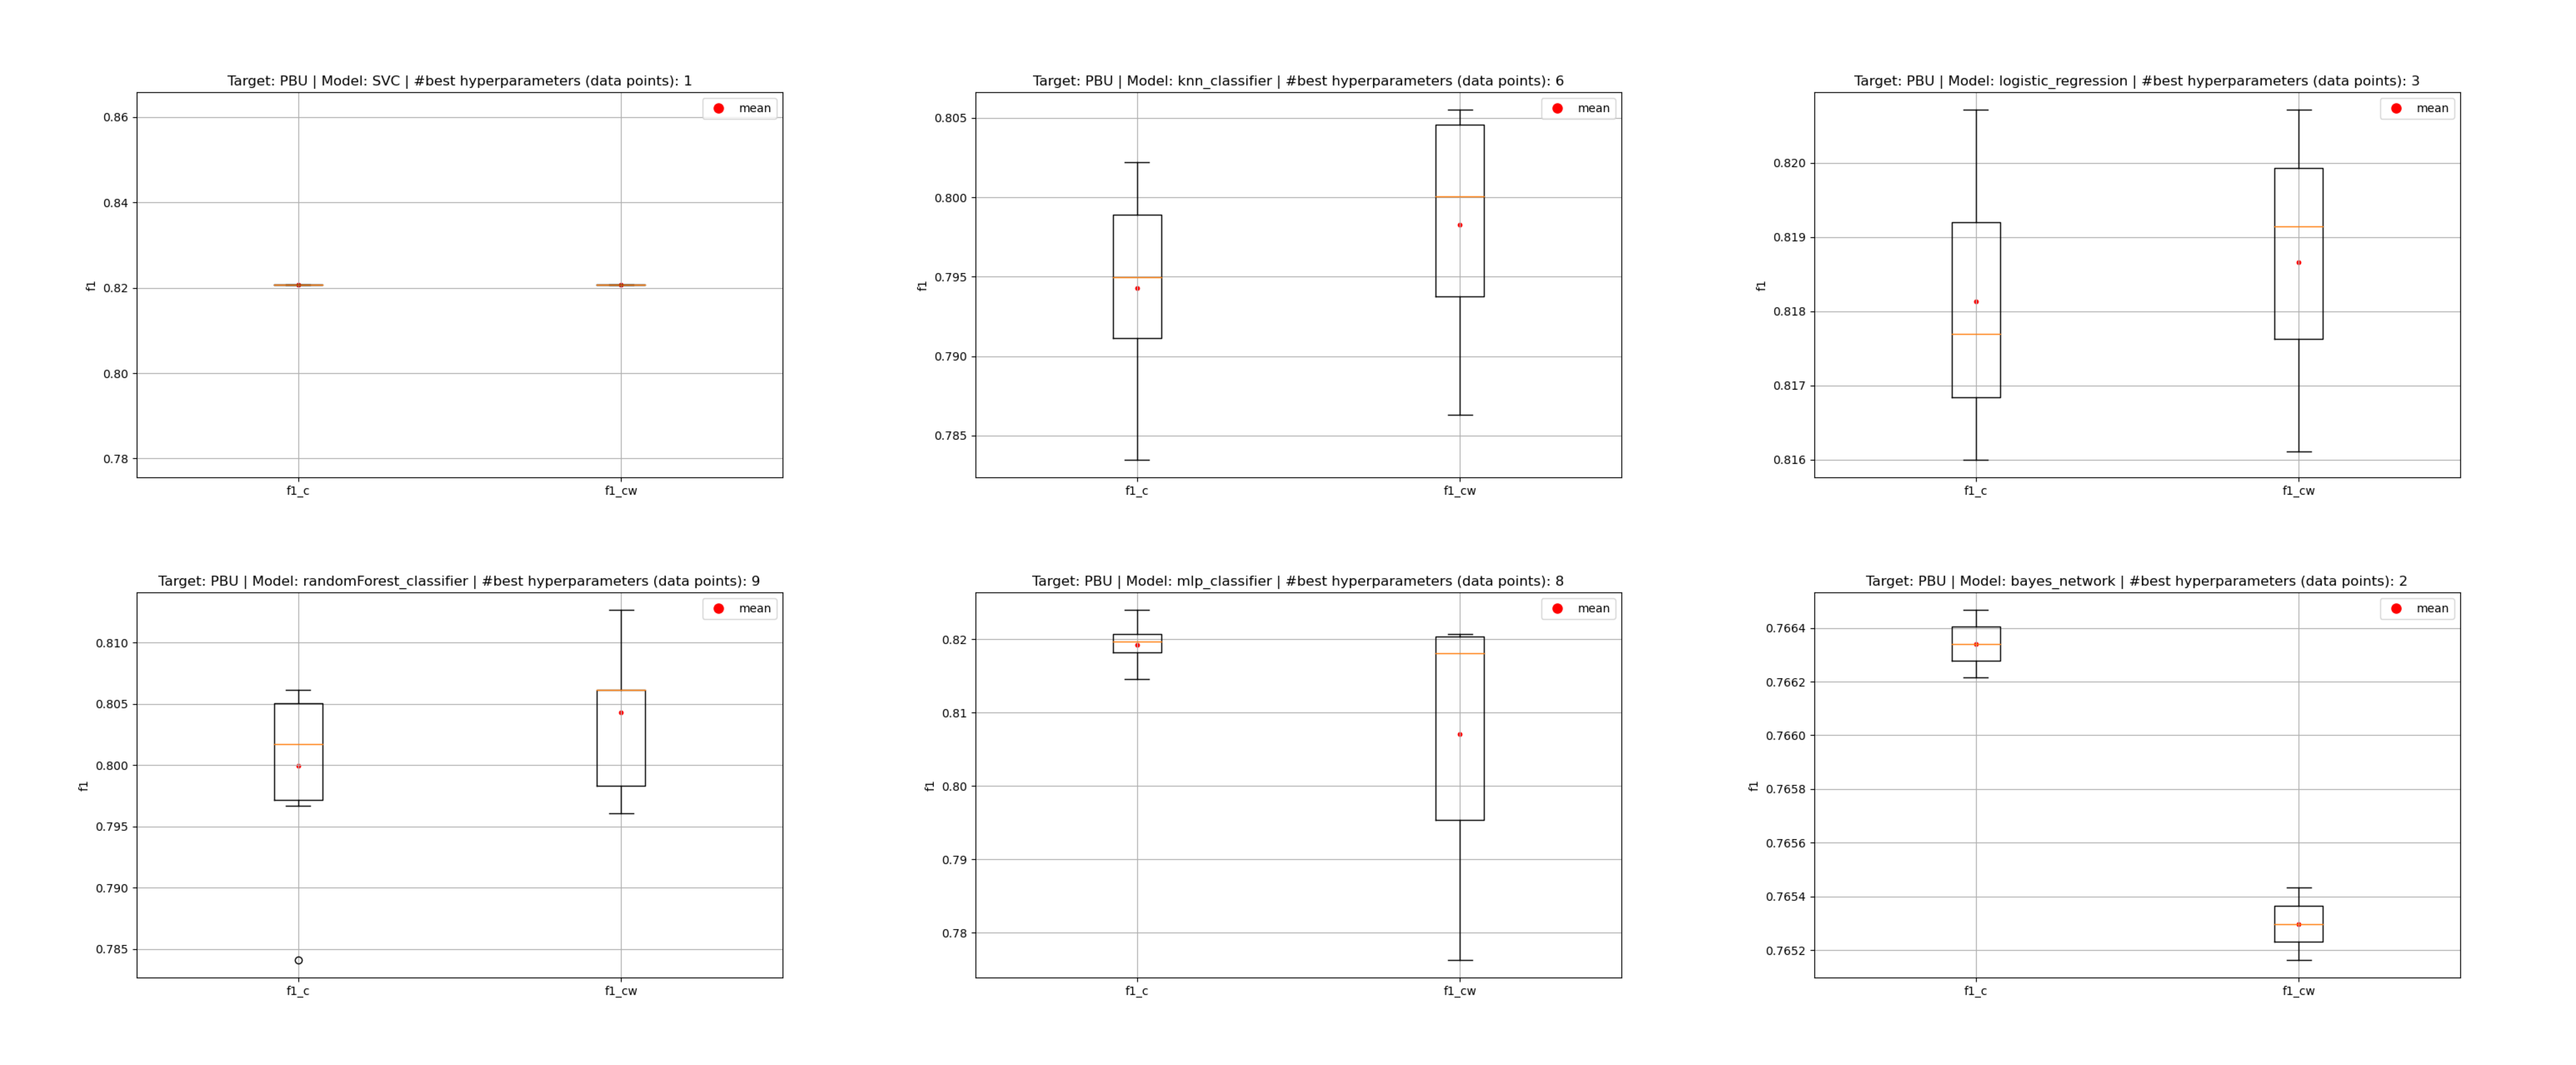 Target: PBU | Model: SVC | #best hyperparameters (data points): 1
mean
0.86
0.84
0.82
0.80
0.78
f1
f1_c
f1_cw
Target: PBU | Model: knn_classifier | #best hyperparameters (data points): 6
mean
0.805
0.800
0.795
0.790
0.785
f1
f1_c
f1_cw
Target: PBU | Model: logistic_regression | #best hyperparameters (data points): 3
mean
0.820
0.819
0.818
0.817
0.816
f1
f1_c
f1_cw
Target: PBU | Model: randomForest_classifier | #best hyperparameters (data points): 9
mean
0.810
0.805
0.800
0.795
0.790
0.785
f1
f1_c
f1_cw
Target: PBU | Model: mlp_classifier | #best hyperparameters (data points): 8
mean
0.82
0.81
0.80
0.79
0.78
f1
f1_c
f1_cw
Target: PBU | Model: bayes_network | #best hyperparameters (data points): 2
mean
0.7664
0.7662
0.7660
0.7658
0.7656
0.7654
0.7652
f1
f1_c
f1_cw